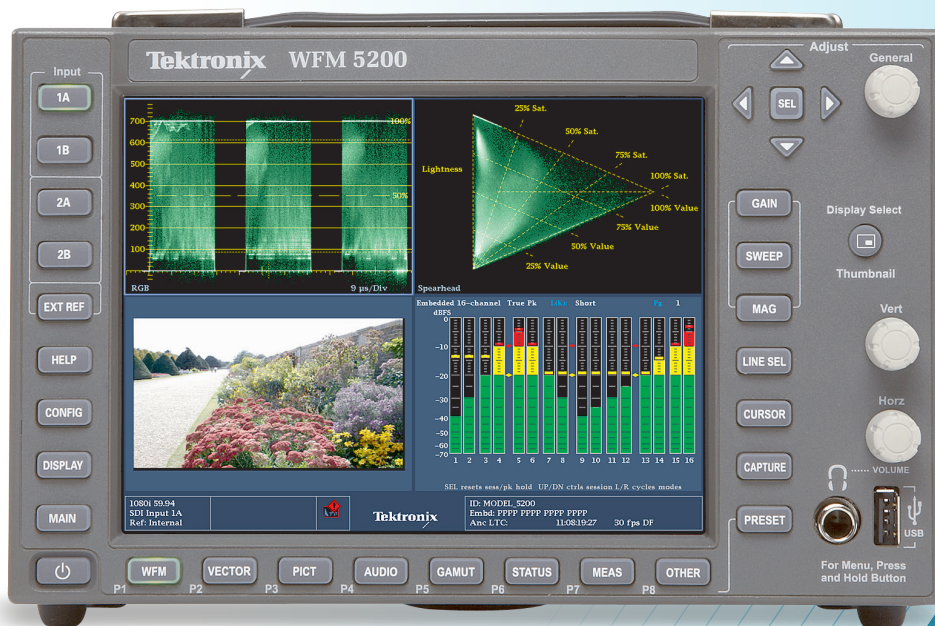 Tektronix WFM 5200
Input
1A
1B
2A
2B
EXT REF
HELP
CONFIG
DISPLAY
MAIN
700
600
500
400
300
200
100
100%
50%
RGB
9 µs/Div
25% Sat.
50% Sat.
75% Sat.
100% Sat.
Lightness
100% Value
75% Value
50% Value
25% Value
Spearhead
Embedded 16-channel True Pk Short Pg 1
dBFS
0
-10
-20
-30
-40
-50
-60
-70
1 2 3 4 5 6 7 8 9 10 11 12 13 14 15 16
SEL resets sess/pk hold UP/DN ctrls session L/R cycles modes
1080i 59.94
SDI Input 1A
Ref: Internal
Tektronix
ID: MODEL_5200
Embd: PPPP PPPP PPPP PPPP
Anc LTC: 11:08:19:27 30 fps DF
P1 WFM
P2 VECTOR
P3 PICT
P4 AUDIO
P5 GAMUT
P6 STATUS
P7 MEAS
P8 OTHER
Adjust
General
SEL
GAIN
SWEEP
MAG
LINE SEL
CURSOR
CAPTURE
PRESET
Display Select
Thumbnail
Vert
Horz
VOLUME
USB
For Menu, Press
and Hold Button